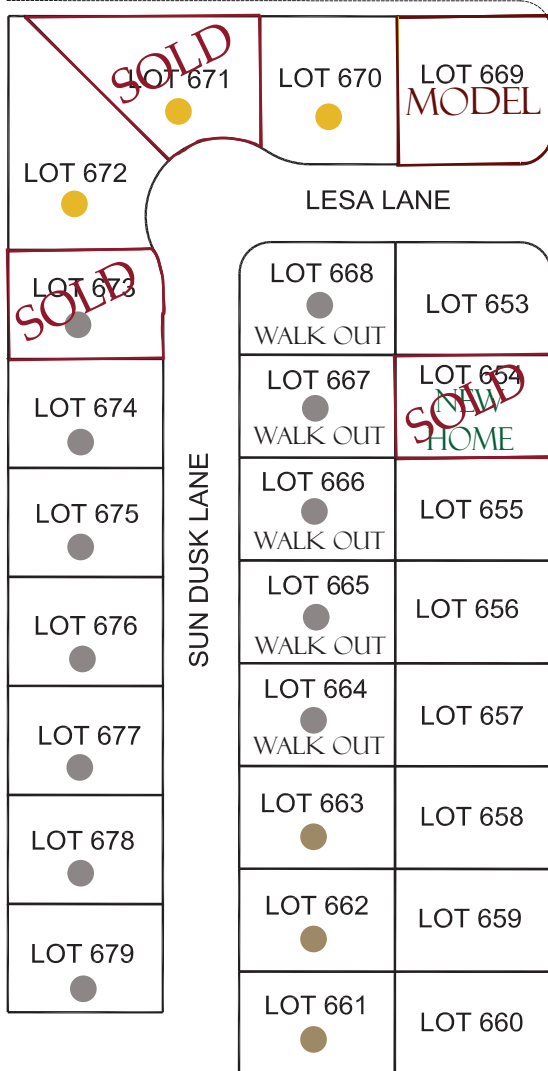 SOLD
LOT 671
LOT 670
LOT 669
MODEL
LOT 672
LESA LANE
SOLD
LOT 673
LOT 668
WALK OUT
LOT 653
LOT 667
WALK OUT
LOT 654
SOLD
NEW
HOME
LOT 674
LOT 666
WALK OUT
LOT 655
LOT 675
SUN DUSK LANE
LOT 665
WALK OUT
LOT 656
LOT 676
LOT 664
WALK OUT
LOT 657
LOT 677
LOT 663
LOT 658
LOT 678
LOT 662
LOT 659
LOT 679
LOT 661
LOT 660